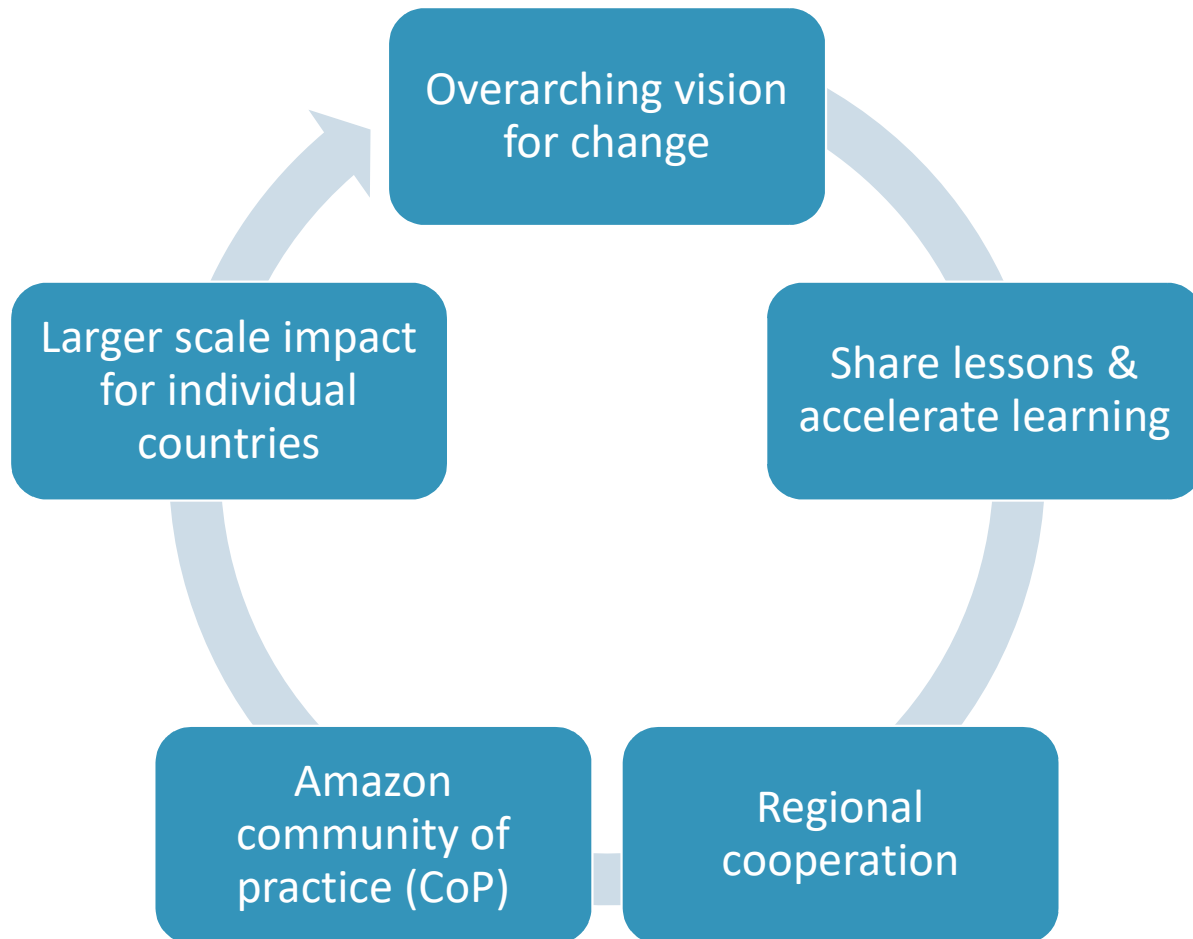 Overarching vision
for change
Share lessons &
accelerate learning
Regional
cooperation
Amazon
community of
practice (CoP)
Larger scale impact
for individual
countries